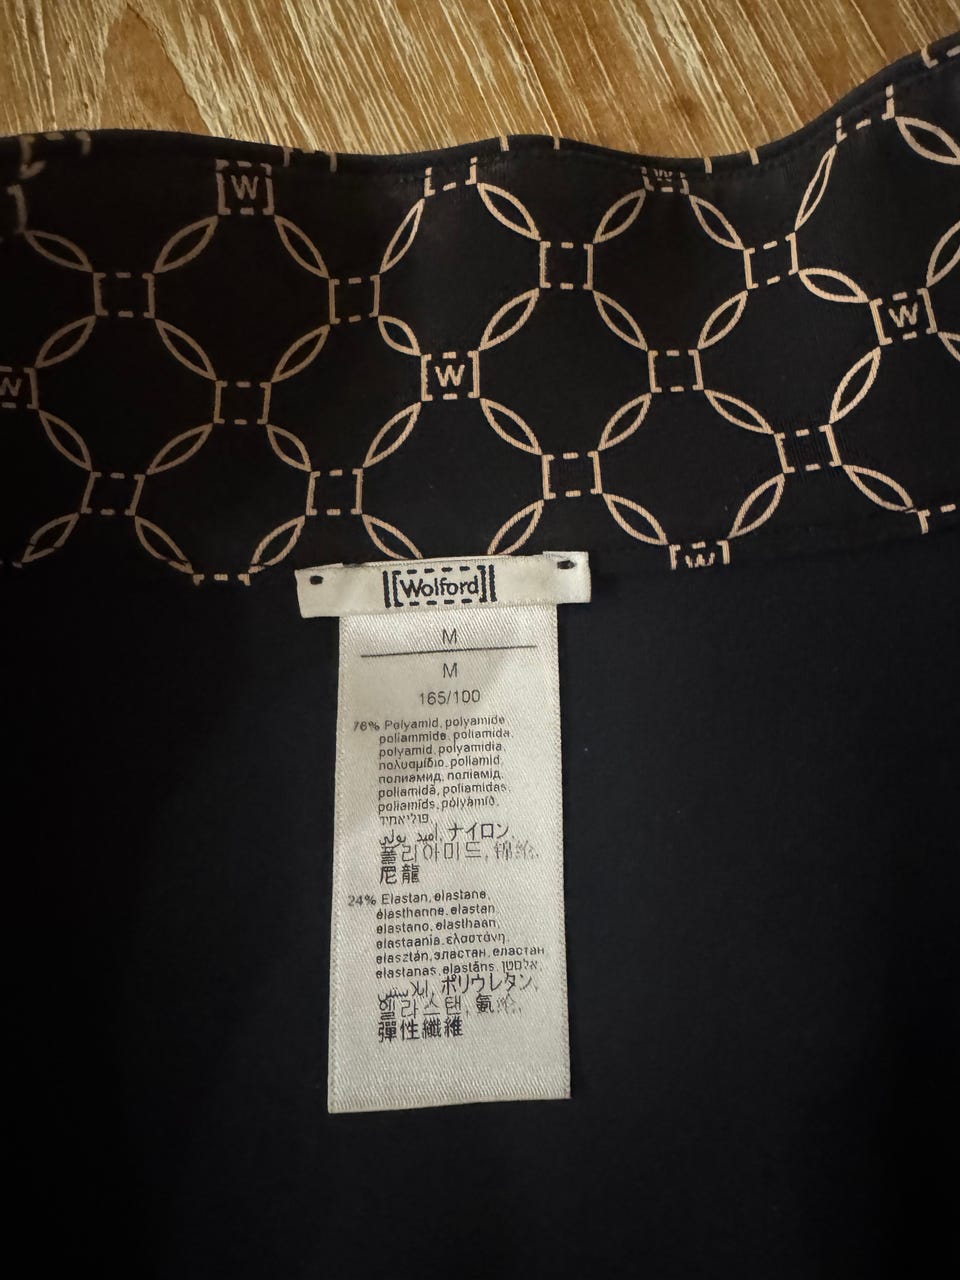 W
W
W
W
W
W
[Wolford]
M
M
165/100
76% Polyamid, polyamide
poliammide, poliamida,
polyamid, polyamidia,
πολυαμίδιο, poliamid,
полиамид, поліамід,
poliamidă, poliamidas,
poliamīds, pólýamíð,
פוליאמיד,
ナイロン,
폴리아미드, 锦纶,
尼龍
24% Elastan, elastane,
élasthanne, elastan,
elastano, elasthaan,
elastaania, ελαστάνη,
elasztán, эластан, еластан
elastanas, elastāns, אלסטן,
ポリウレタン,
엘라스탄, 氨纶,
彈性纖維